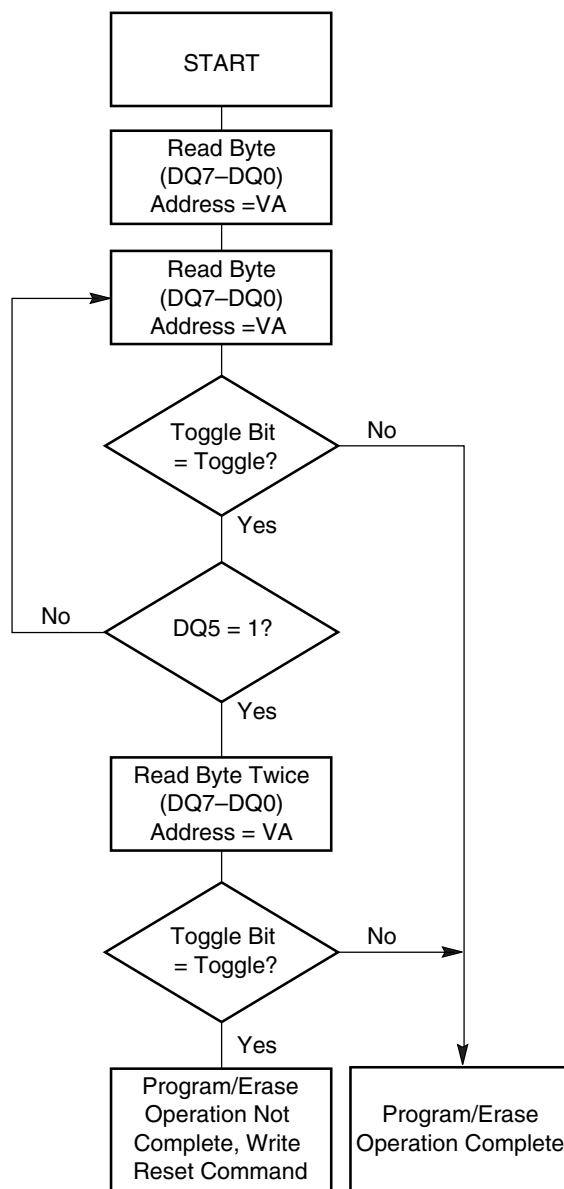 START
Read Byte
(DQ7–DQ0)
Address =VA
Read Byte
(DQ7–DQ0)
Address =VA
Toggle Bit
= Toggle?
No
Yes
DQ5 = 1?
No
Yes
Read Byte Twice
(DQ7–DQ0)
Address = VA
Toggle Bit
= Toggle?
No
Yes
Program/Erase
Operation Not
Complete, Write
Reset Command
Program/Erase
Operation Complete